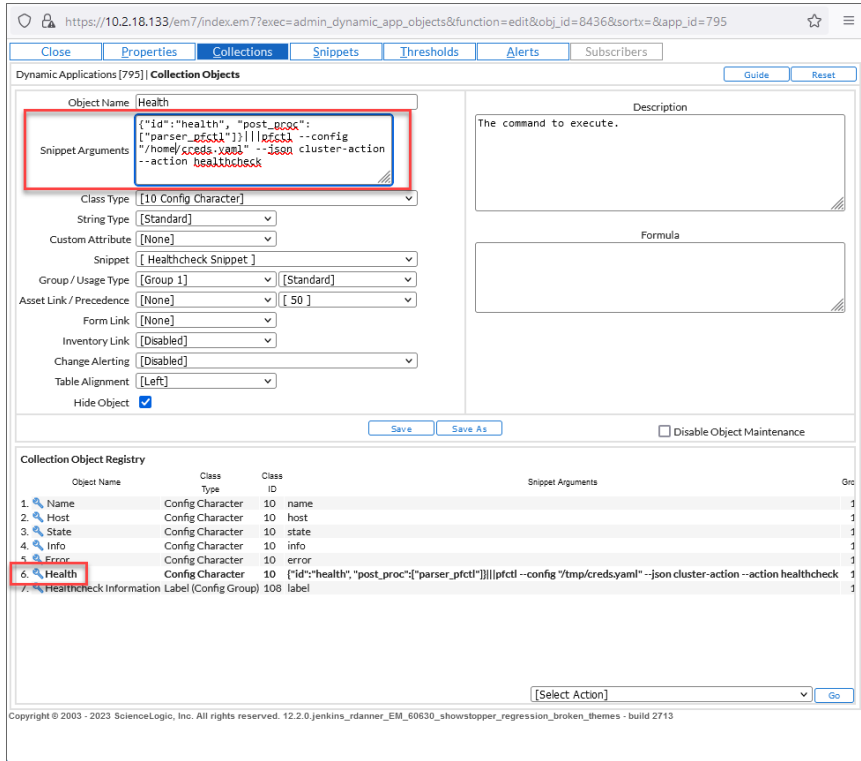 https://10.2.18.133/em7/index.em7?exec=admin_dynamic_app_objects&function=edit&obj_id=8436&sortx=&app_id=795
Close Properties Collections Snippets Thresholds Alerts Subscribers
Dynamic Applications [795] | Collection Objects Guide Reset
Object Name Health
Snippet Arguments {"id":"health", "post_proc":
["parser_pfctl"]}|||pfctl --config
"/home/creds.yaml" --json cluster-action
--action healthcheck
Class Type [10 Config Character]
String Type [Standard]
Custom Attribute [None]
Snippet [ Healthcheck Snippet ]
Group / Usage Type [Group 1] [Standard]
Asset Link / Precedence [None] [ 50 ]
Form Link [None]
Inventory Link [Disabled]
Change Alerting [Disabled]
Table Alignment [Left]
Hide Object
Description
The command to execute.
Formula
Save Save As Disable Object Maintenance
Collection Object Registry
Object Name Class Type Class ID Snippet Arguments Gro
1. Name Config Character 10 name 1
2. Host Config Character 10 host 1
3. State Config Character 10 state 1
4. Info Config Character 10 info 1
5. Error Config Character 10 error 1
6. Health Config Character 10 {"id":"health", "post_proc":["parser_pfctl"]}|||pfctl --config "/tmp/creds.yaml" --json cluster-action --action healthcheck 1
7. Healthcheck Information Label (Config Group) 108 label 1
[Select Action] Go
Copyright © 2003 - 2023 ScienceLogic, Inc. All rights reserved. 12.2.0.jenkins_rdanner_EM_60630_showstopper_regression_broken_themes - build 2713